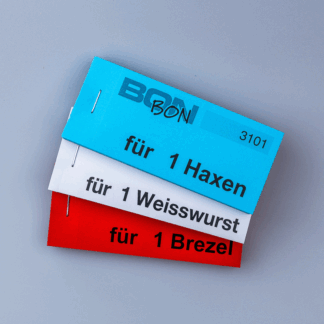 BON
BON
3101
für 1 Haxen
für 1 Weisswurst
für 1 Brezel